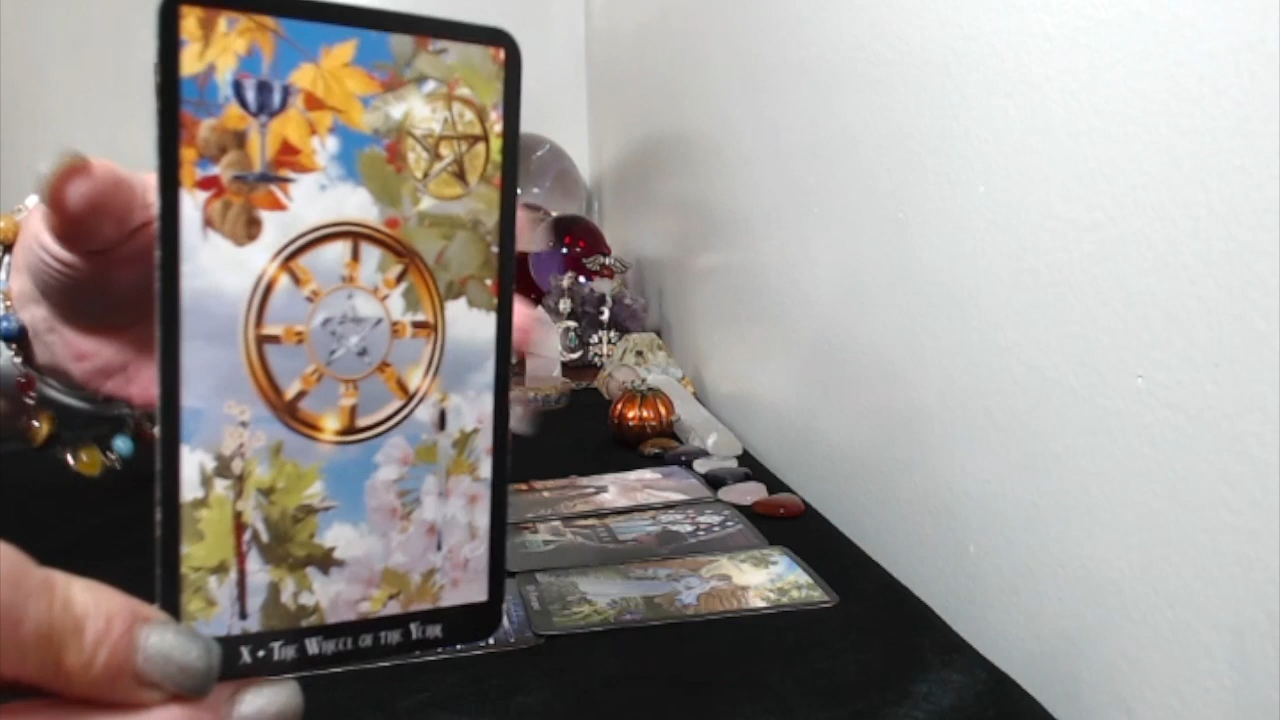 X • The Wheel of the Year